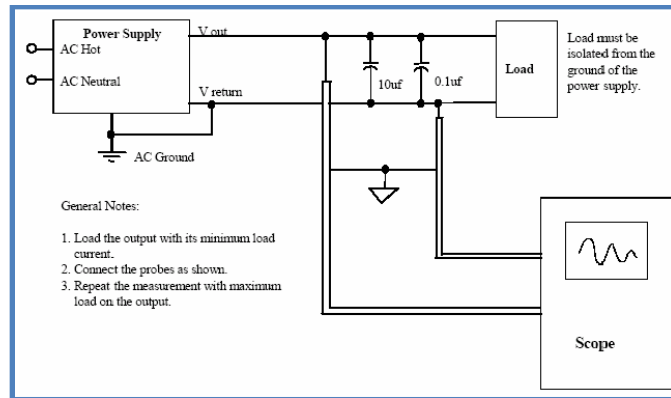 Power Supply
AC Hot
AC Neutral
V out
V return
AC Ground
10uf
0.1uf
Load
Load must be
isolated from the
ground of the
power supply.
General Notes:
1. Load the output with its minimum load
current.
2. Connect the probes as shown.
3. Repeat the measurement with maximum
load on the output.
Scope